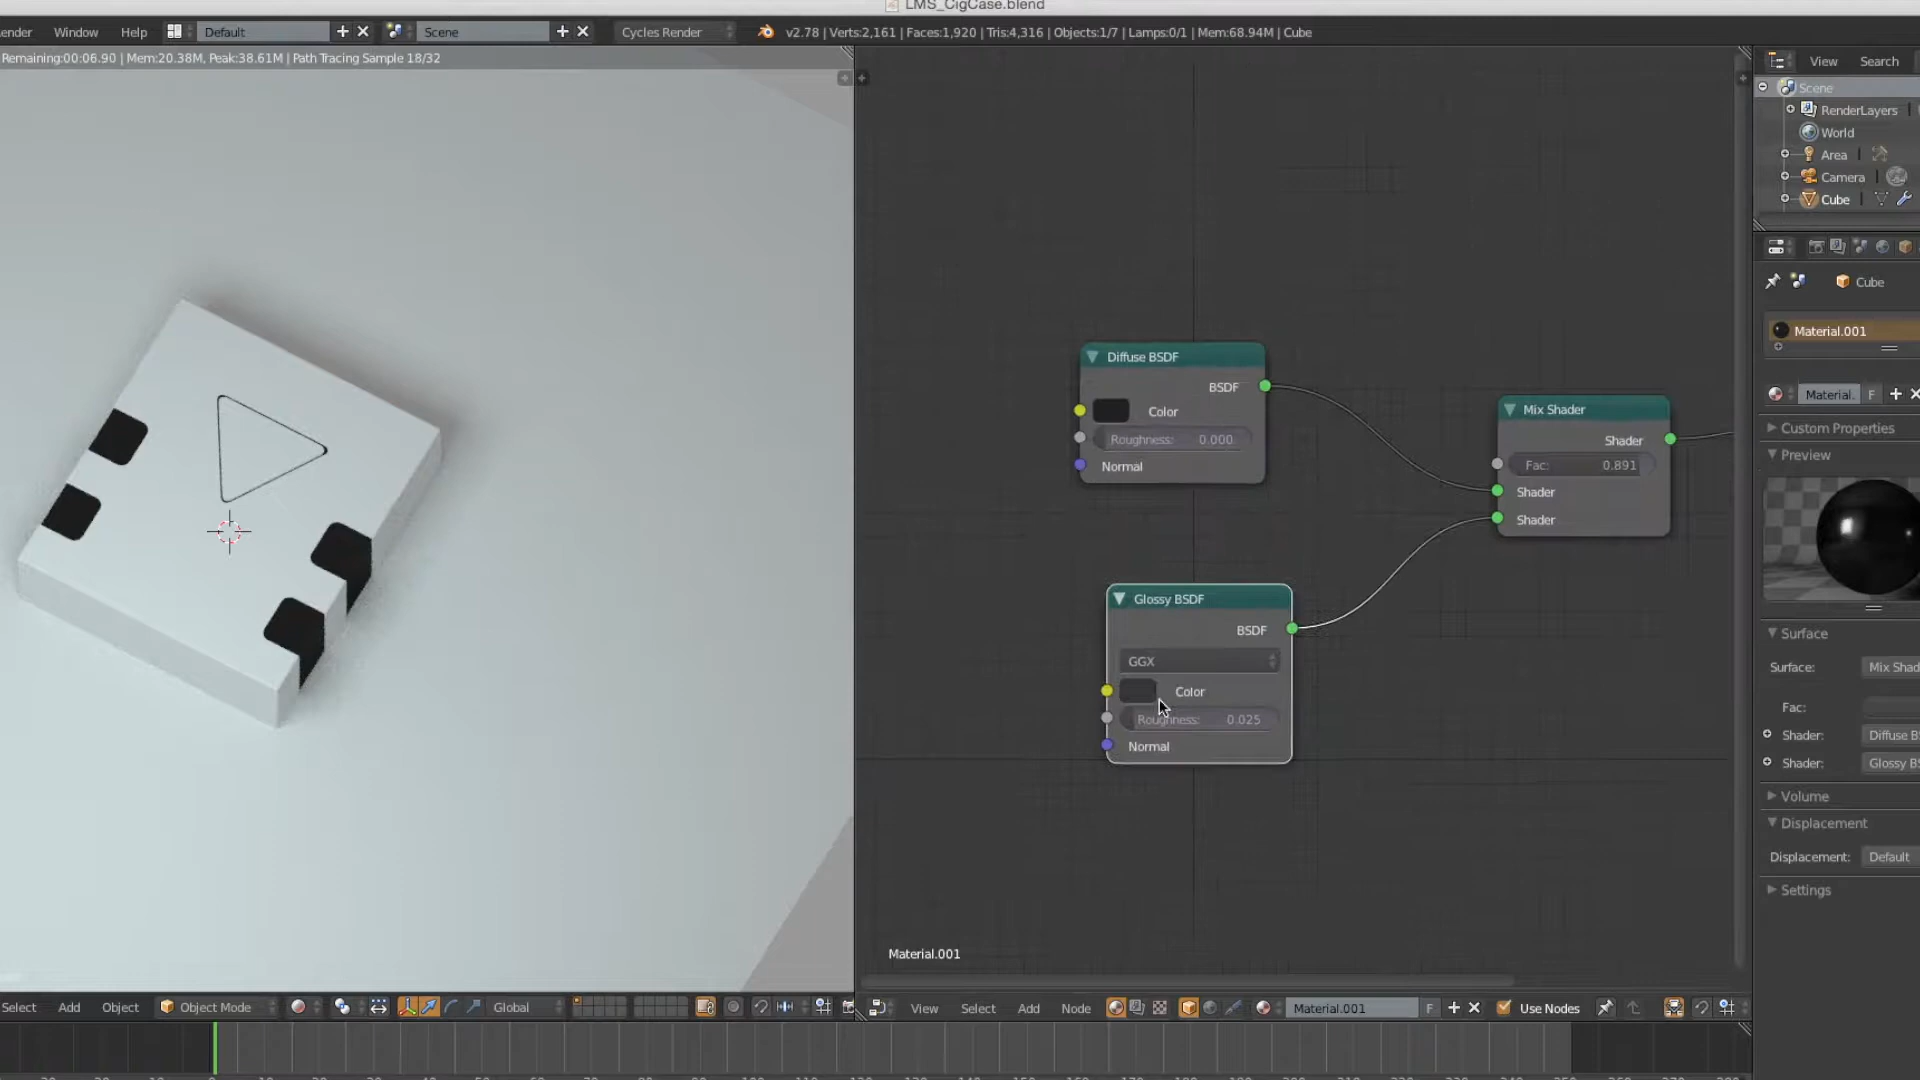 LMS_CigCase.blend
ender Window Help Default Scene Cycles Render v2.78 | Verts:2,161 | Faces:1,920 | Tris:4,316 | Objects:1/7 | Lamps:0/1 | Mem:68.94M | Cube
Remaining:00:06.90 | Mem:20.38M, Peak:38.61M | Path Tracing Sample 18/32
View Search
Scene
RenderLayers
World
Area
Camera
Cube
Cube
Material.001
Material. F
Custom Properties
Preview
Surface
Surface: Mix Shad
Fac:
Shader: Diffuse B
Shader: Glossy B
Volume
Displacement
Displacement: Default
Settings
Diffuse BSDF
BSDF
Color
Roughness: 0.000
Normal
Mix Shader
Shader
Fac: 0.891
Shader
Shader
Glossy BSDF
BSDF
GGX
Color
Roughness: 0.025
Normal
Material.001
Select Add Object Object Mode Global
View Select Add Node Material.001 F Use Nodes